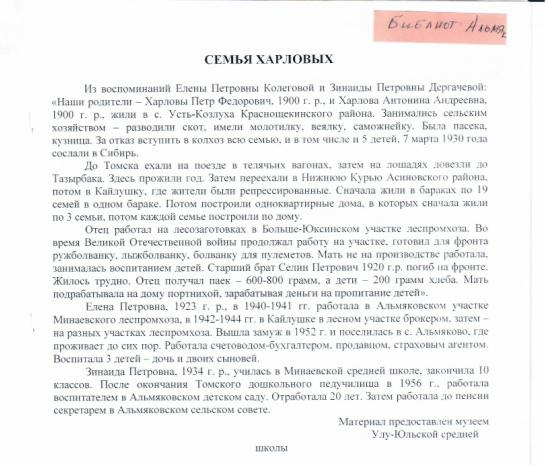 Библиот Альмяк
СЕМЬЯ ХАРЛОВЫХ
Из воспоминаний Елены Петровны Колеговой и Зинаиды Петровны Дергачевой:
«Наши родители – Харловы Петр Федорович, 1900 г. р., и Харлова Антонина Андреевна,
1900 г. р., жили в с. Усть-Козлуха Краснощекинского района. Занимались сельским
хозяйством – разводили скот, имели молотилку, веялку, саможнейку. Была пасека,
кузница. За отказ вступить в колхоз всю семью, и в том числе и 5 детей, 7 марта 1930 году
сослали в Сибирь.
До Томска ехали на поезде в телячьих вагонах, затем на лошадях довезли до
Тазырбака. Здесь прожили год. Затем переехали в Нижнюю Курью Асиновского района,
потом в Кайлушку, где жители были репрессированные. Сначала жили в бараках по 19
семей в одном бараке. Потом построили одноквартирные дома, в которых сначала жили
по 3 семьи, потом каждой семье построили по дому.
Отец работал на лесозаготовках в Больше-Юксинском участке леспромхоза. Во
время Великой Отечественной войны продолжал работу на участке, готовил для фронта
ружболванку, лыжболванку, болванку для пулеметов. Мать не на производстве работала,
занималась воспитанием детей. Старший брат Селин Петрович 1920 г.р. погиб на фронте.
Жилось трудно. Отец получал паек – 600-800 грамм, а дети – 200 грамм хлеба. Мать
подрабатывала на дому портнихой, зарабатывая деньги на пропитание детей».
Елена Петровна, 1923 г. р., в 1940-1941 гг. работала в Альмяковском участке
Минаевского леспромхоза, в 1942-1944 гг. в Кайлушке в лесном участке брокером, затем –
на разных участках леспромхоза. Вышла замуж в 1952 г. и поселилась в с. Альмяково, где
проживает до сих пор. Работала счетоводом-бухгалтером, продавцом, страховым агентом.
Воспитала 3 детей – дочь и двоих сыновей.
Зинаида Петровна, 1934 г. р., училась в Минаевской средней школе, закончила 10
классов. После окончания Томского дошкольного педучилища в 1956 г., работала
воспитателем в Альмяковском детском саду. Отработала 20 лет. Затем работала до пенсии
секретарем в Альмяковском сельском совете.
Материал предоставлен музеем
Улу-Юльской средней
школы